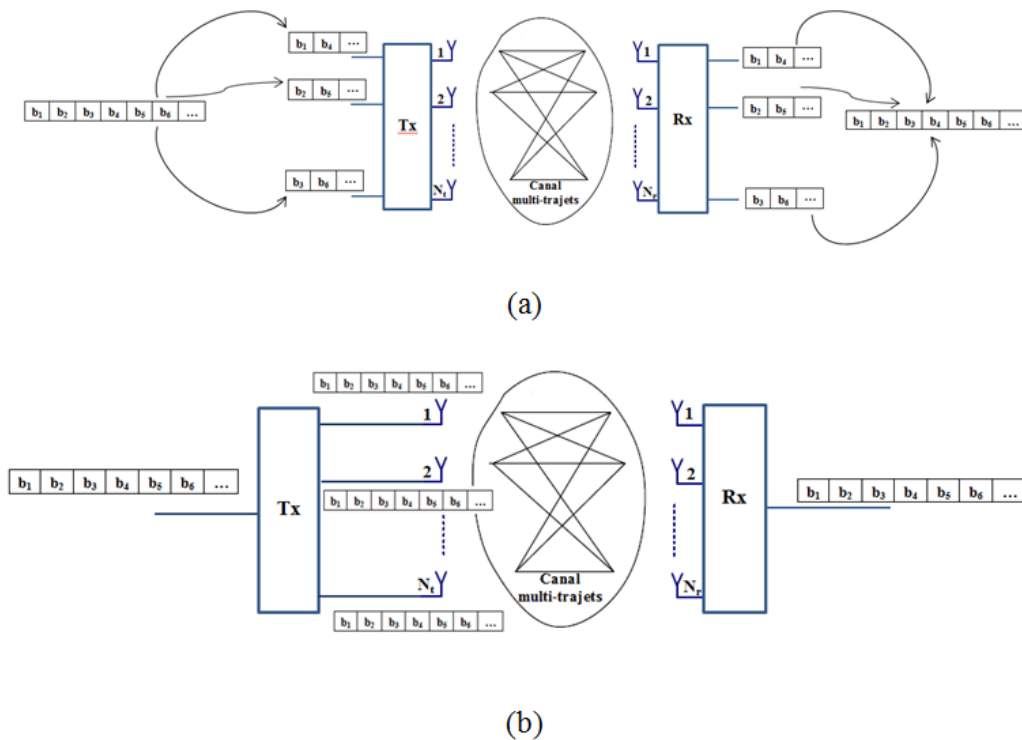 b₁ b₄ ...
b₁ b₂ b₃ b₄ b₅ b₆ ...
b₂ b₅ ...
b₃ b₆ ...
Tx
1
2
Nₜ
Canal
multi-trajets
1
2
Nᵣ
Rx
b₁ b₄ ...
b₂ b₅ ...
b₃ b₆ ...
b₁ b₂ b₃ b₄ b₅ b₆ ...
(a)
b₁ b₂ b₃ b₄ b₅ b₆ ...
Tx
b₁ b₂ b₃ b₄ b₅ b₆ ...
1
2
b₁ b₂ b₃ b₄ b₅ b₆ ...
Nₜ
b₁ b₂ b₃ b₄ b₅ b₆ ...
Canal
multi-trajets
1
2
Nᵣ
Rx
b₁ b₂ b₃ b₄ b₅ b₆ ...
(b)